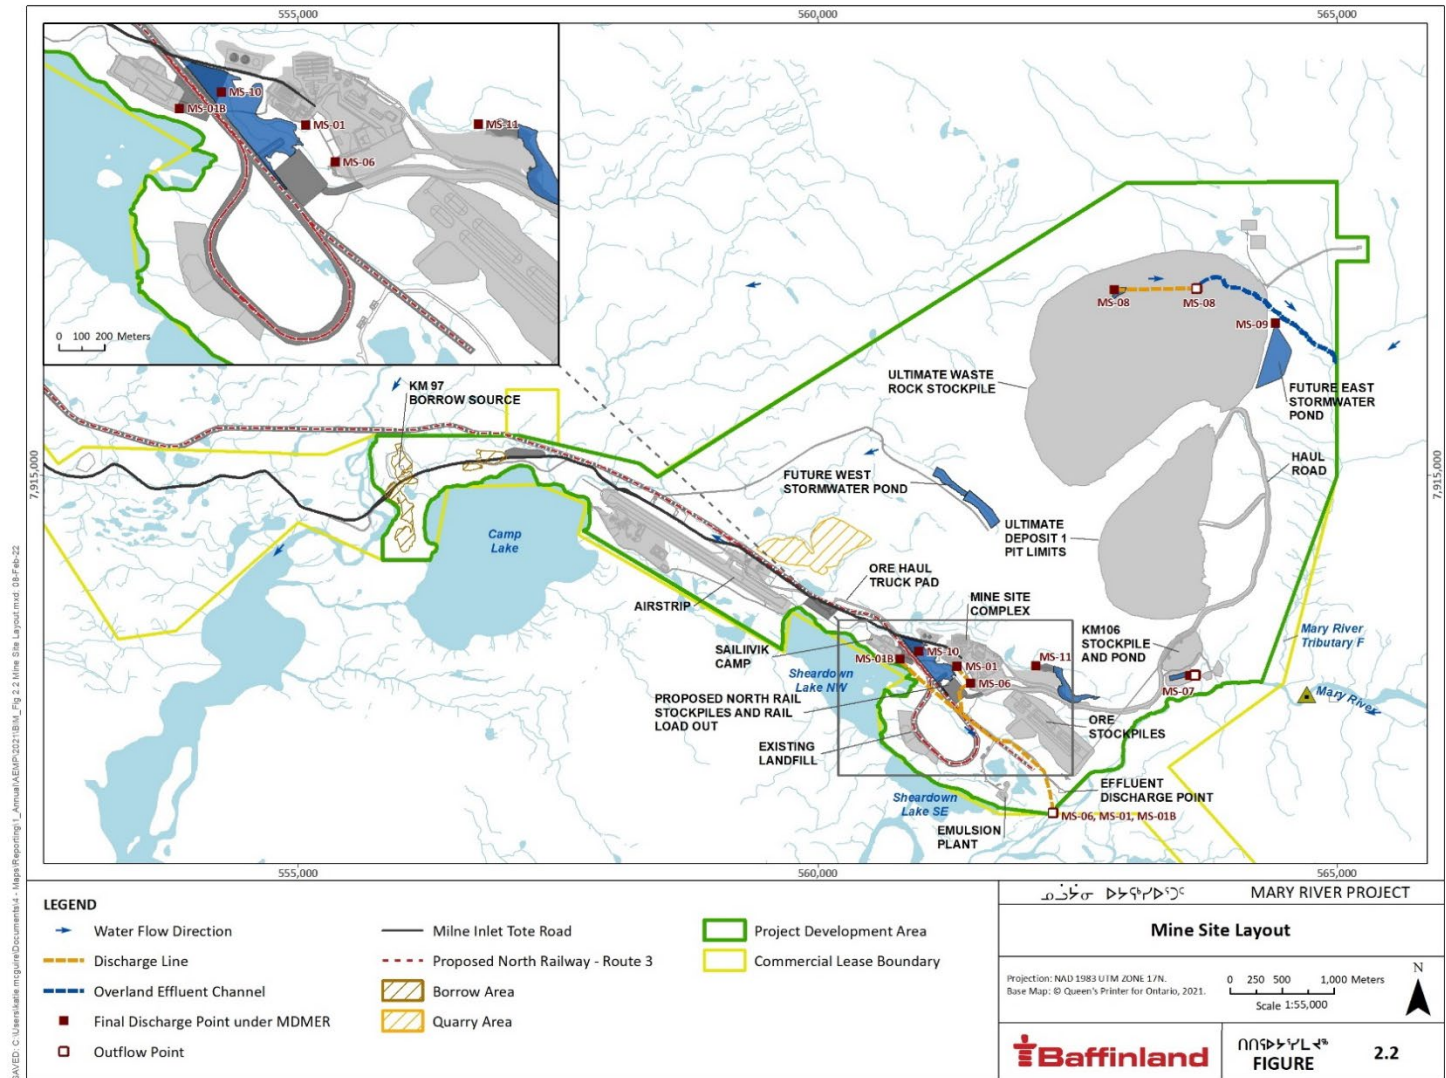 555,000
560,000
565,000
MS-10
MS-01B
MS-01
MS-11
MS-06
0 100 200 Meters
MS-08
MS-08
MS-09
ULTIMATE WASTE
ROCK STOCKPILE
FUTURE EAST
STORMWATER
POND
KM 97
BORROW SOURCE
HAUL
ROAD
7,915,000
7,915,000
FUTURE WEST
STORMWATER POND
ULTIMATE
DEPOSIT 1
PIT LIMITS
Camp
Lake
ORE HAUL
TRUCK PAD
AIRSTRIP
MINE SITE
COMPLEX
KM106
STOCKPILE
AND POND
Mary River
Tributary F
SAILIIVIK
CAMP
MS-10
MS-01B
MS-01
MS-11
MS-06
MS-07
Sheardown
Lake NW
Mary River
PROPOSED NORTH RAIL
STOCKPILES AND RAIL
LOAD OUT
ORE
STOCKPILES
EXISTING
LANDFILL
EFFLUENT
DISCHARGE POINT
Sheardown
Lake SE
MS-06, MS-01, MS-01B
EMULSION
PLANT
555,000
560,000
565,000
LEGEND
Water Flow Direction
Discharge Line
Overland Effluent Channel
Final Discharge Point under MDMER
Outflow Point
Milne Inlet Tote Road
Proposed North Railway - Route 3
Borrow Area
Quarry Area
Project Development Area
Commercial Lease Boundary
MARY RIVER PROJECT
Mine Site Layout
Projection: NAD 1983 UTM ZONE 17N.
Base Map: © Queen's Printer for Ontario, 2021.
0 250 500 1,000 Meters
Scale 1:55,000
N
Baffinland
FIGURE 2.2